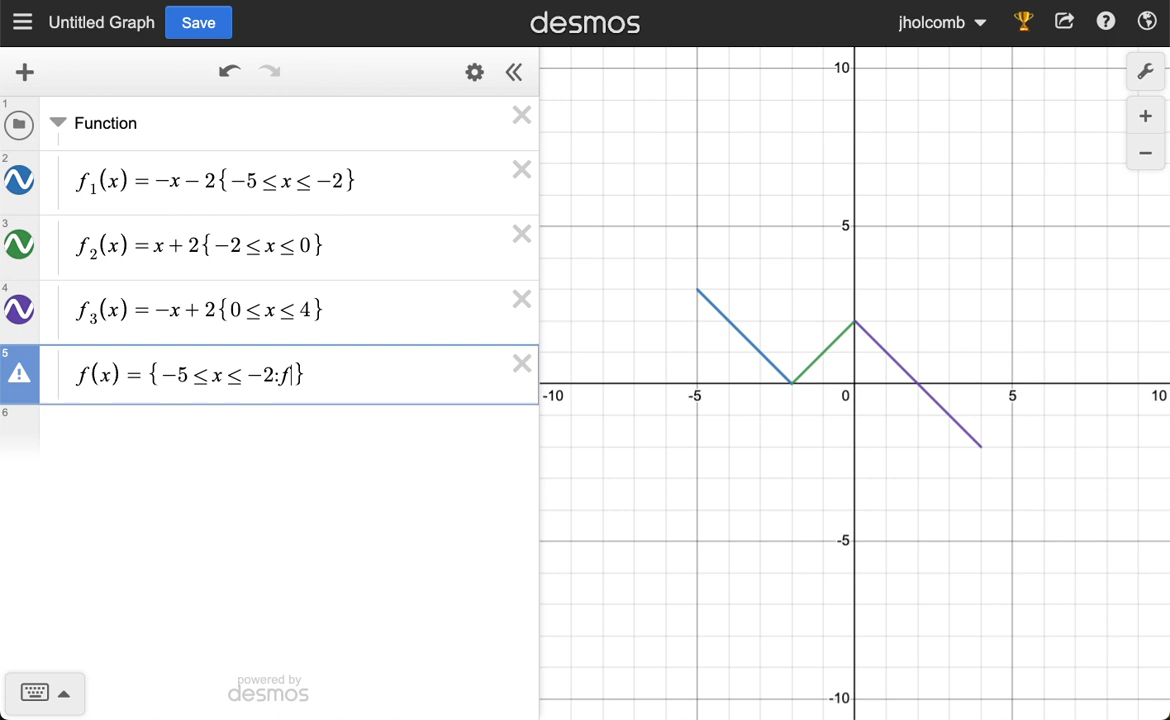 Untitled Graph Save desmos jholcomb
1
Function
2
f₁(x) = −x − 2{−5 ≤ x ≤ −2}
3
f₂(x) = x + 2{−2 ≤ x ≤ 0}
4
f₃(x) = −x + 2{0 ≤ x ≤ 4}
5
f(x) = {−5 ≤ x ≤ −2:f}
6
powered by
desmos
10
5
-10 -5 0 5 10
-5
-10